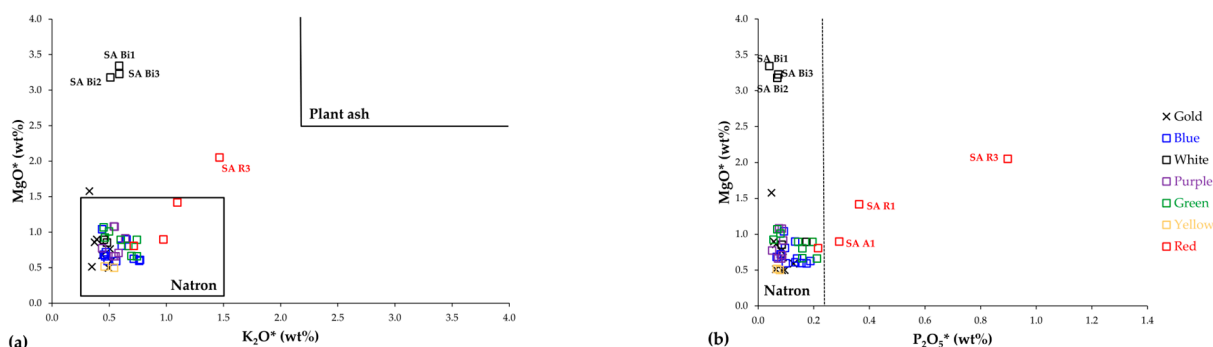 4.0
3.5
3.0
2.5
2.0
1.5
1.0
0.5
0.0
MgO* (wt%)
SA Bi1
SA Bi2
SA Bi3
Plant ash
SA R3
Natron
0.0 0.5 1.0 1.5 2.0 2.5 3.0 3.5 4.0
K₂O* (wt%)
(a)
4.0
3.5
3.0
2.5
2.0
1.5
1.0
0.5
0.0
MgO* (wt%)
SA Bi1
SA Bi3
SA Bi2
SA R3
SA R1
SA A1
Natron
0.0 0.2 0.4 0.6 0.8 1.0 1.2 1.4
P₂O₅* (wt%)
(b)
Gold
Blue
White
Purple
Green
Yellow
Red